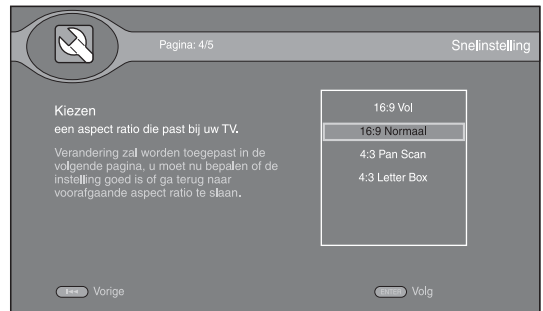 Pagina: 4/5
Snelinstelling
Kiezen
een aspect ratio die past bij uw TV.
Verandering zal worden toegepast in de
volgende pagina, u moet nu bepalen of de
instelling goed is of ga terug naar
voorafgaande aspect ratio te slaan.
16:9 Vol
16:9 Normaal
4:3 Pan Scan
4:3 Letter Box
Vorige
ENTER Volg